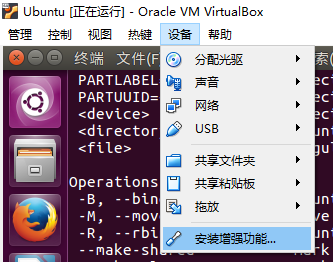 Ubuntu [正在运行] - Oracle VM VirtualBox
管理 控制 视图 热键 设备 帮助
终端 文件(F)
PARTLABEL
PARTUUID=
<device>
<director
<file>
分配光驱
声音
网络
USB
共享文件夹
共享粘贴板
拖放
安装增强功能...
Operations
-B, --bin
-M, --move
-R, --rbi
--make-shared mark